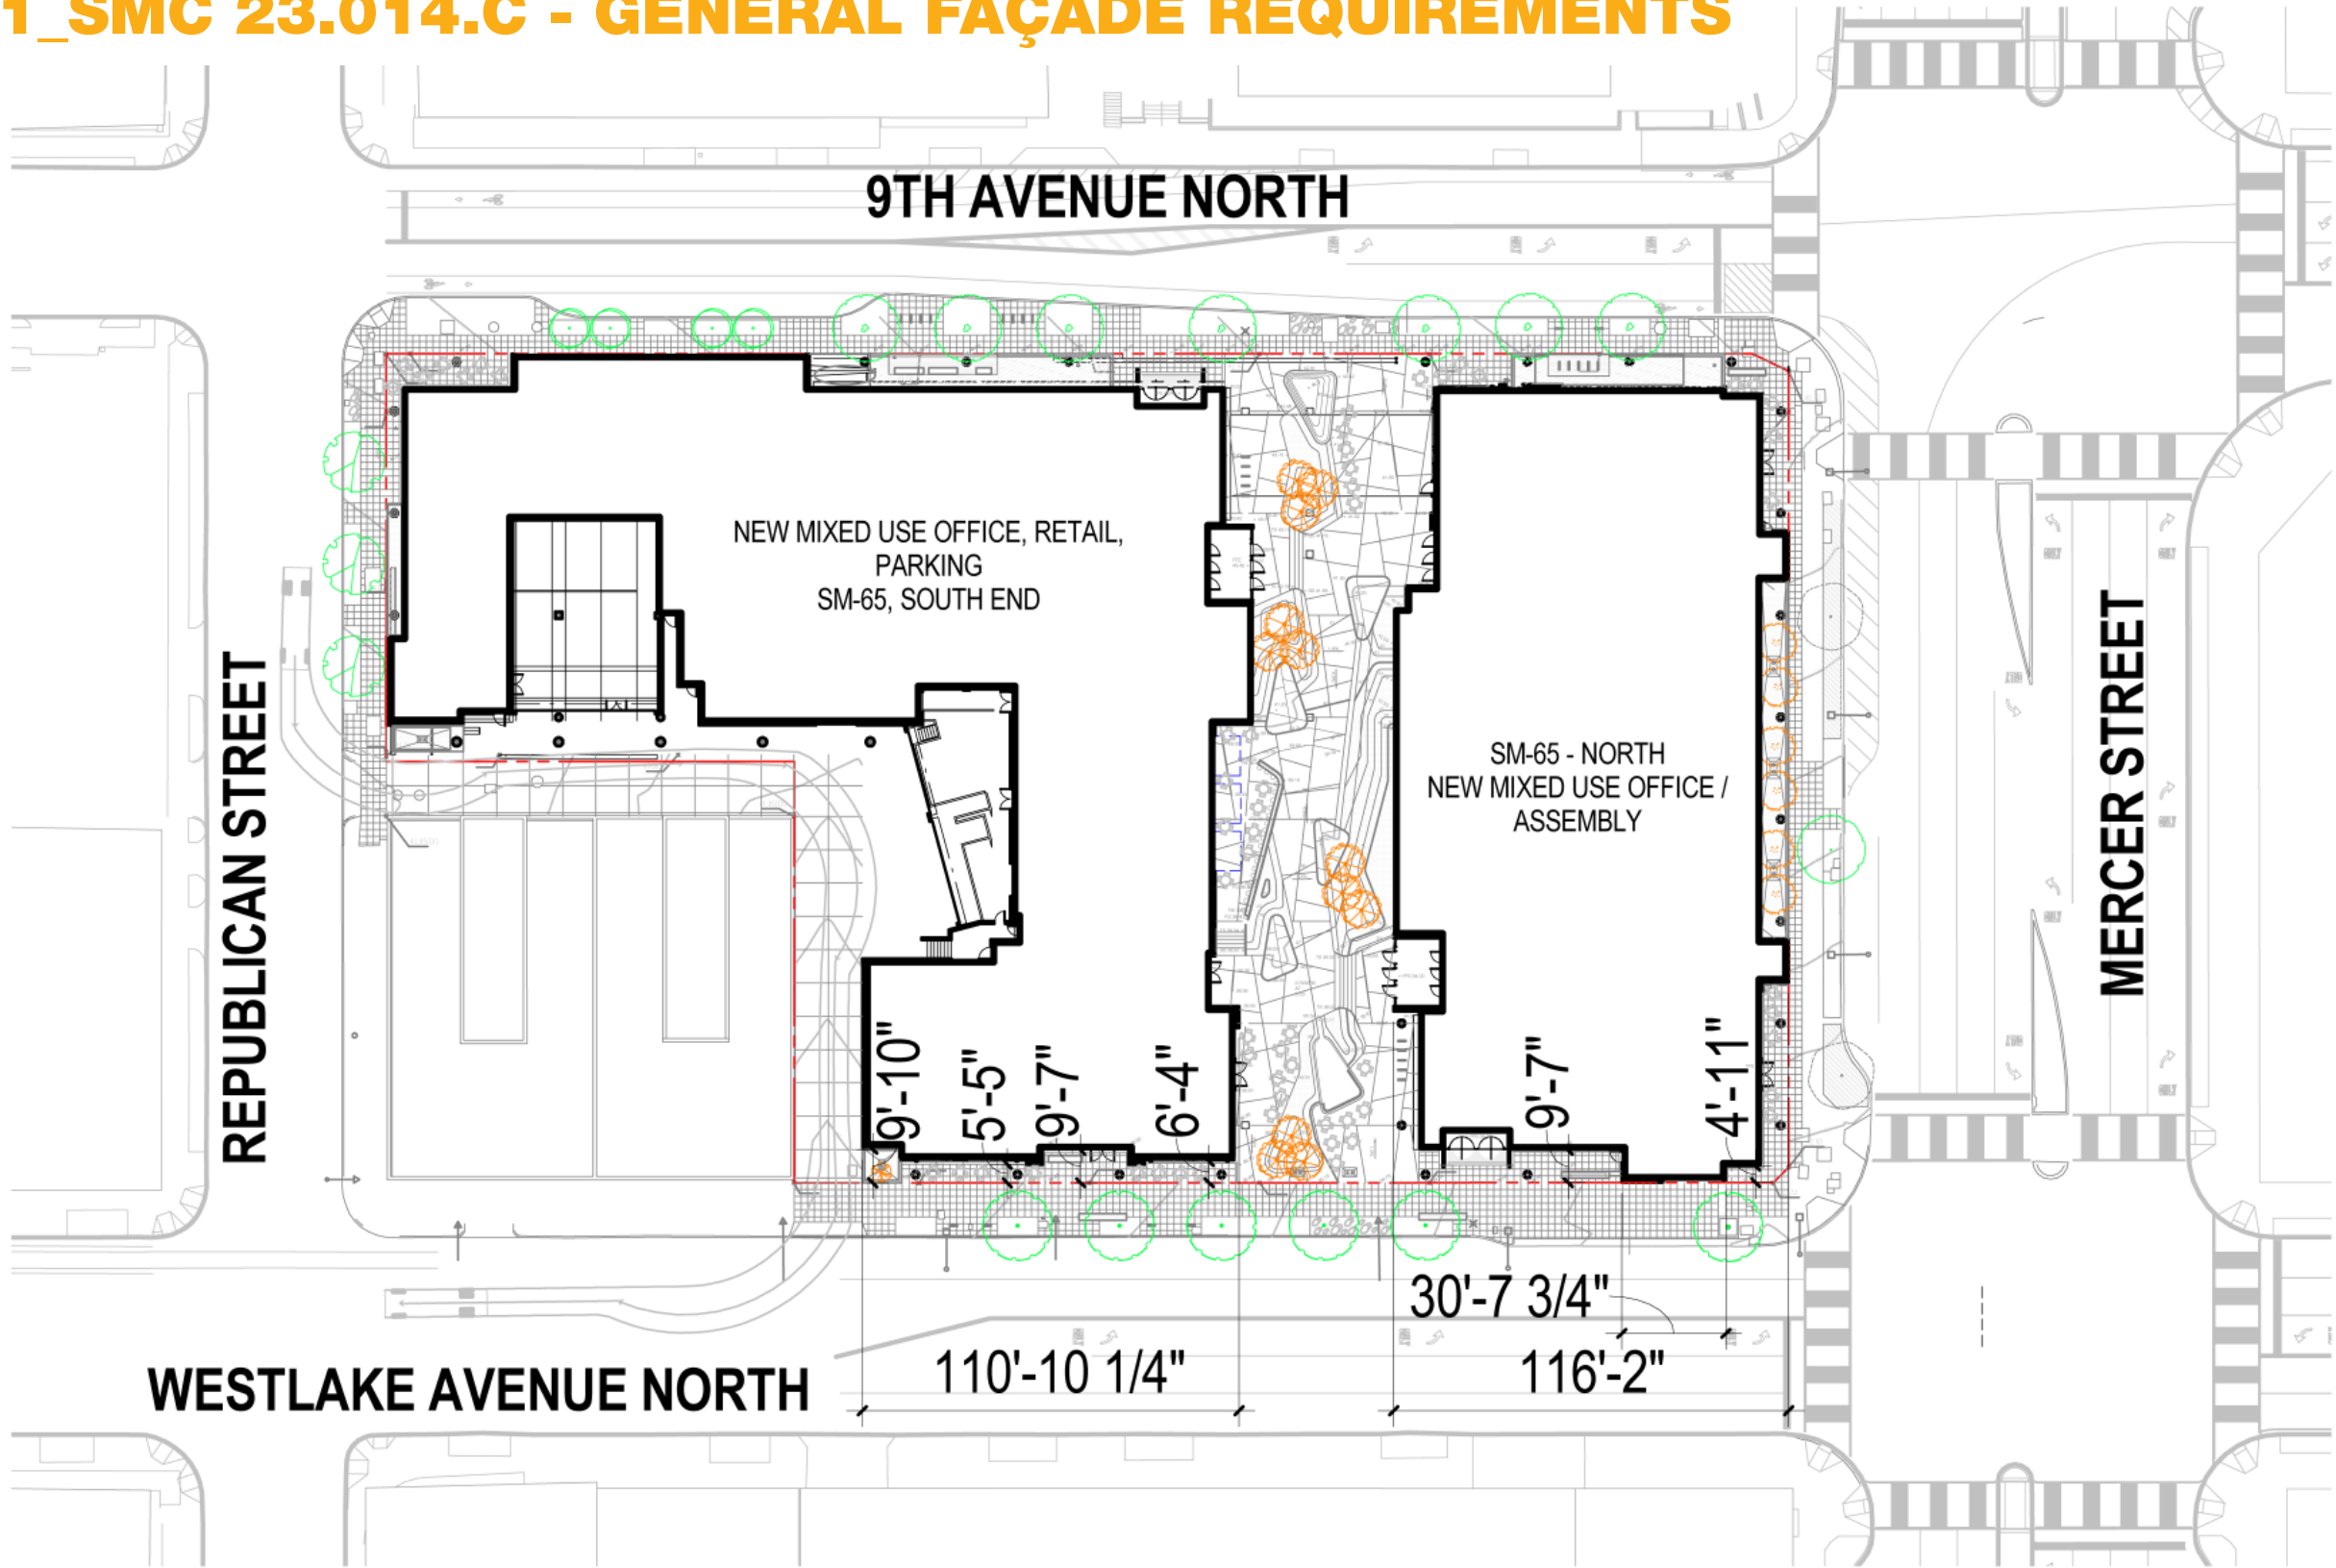 1_SMC 23.014.C - GENERAL FAÇADE REQUIREMENTS
9TH AVENUE NORTH
NEW MIXED USE OFFICE, RETAIL,
PARKING
SM-65, SOUTH END
SM-65 - NORTH
NEW MIXED USE OFFICE /
ASSEMBLY
REPUBLICAN STREET
MERCER STREET
9'-10"
5'-5"
9'-7"
6'-4"
9'-7"
4'-11"
30'-7 3/4"
110'-10 1/4"
116'-2"
WESTLAKE AVENUE NORTH